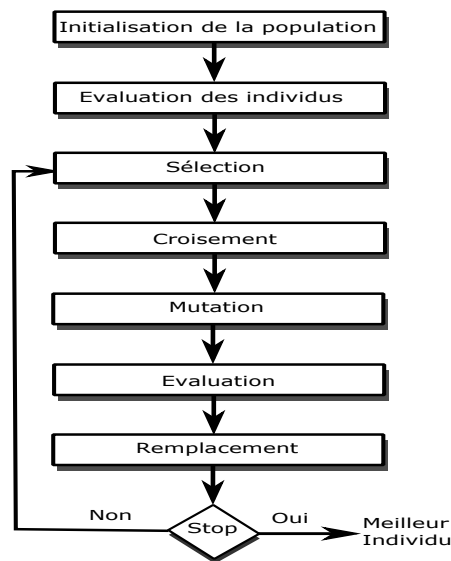 Initialisation de la population
Evaluation des individus
Sélection
Croisement
Mutation
Evaluation
Remplacement
Non
Stop
Oui
Meilleur
Individu